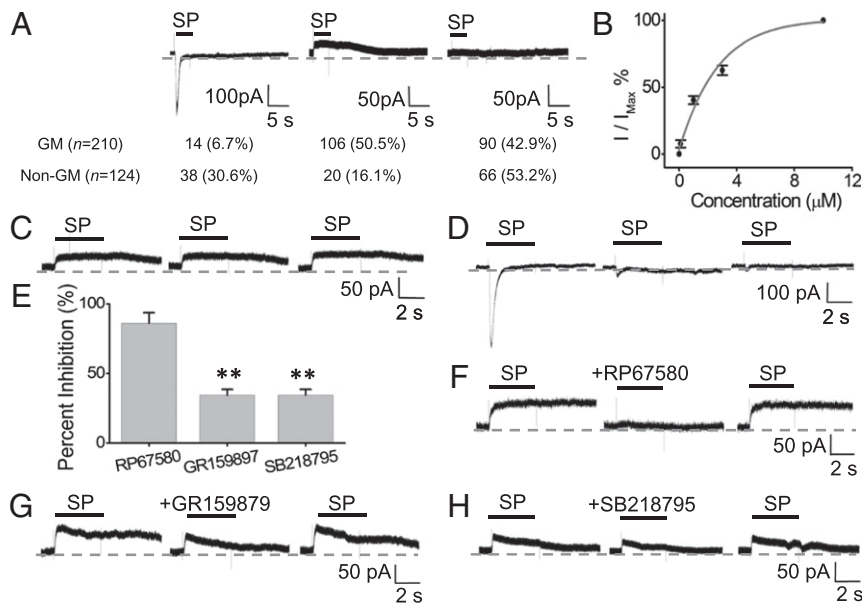 A
SP
SP
SP
100pA
5 s
50pA
5 s
50pA
5 s
GM (n=210)
14 (6.7%)
106 (50.5%)
90 (42.9%)
Non-GM (n=124)
38 (30.6%)
20 (16.1%)
66 (53.2%)
B
I / IMax %
100
50
0
0
4
8
12
Concentration (μM)
C
SP
SP
SP
50 pA
2 s
D
SP
SP
SP
100 pA
2 s
E
Percent Inhibition (%)
100
50
0
**
**
RP67580
GR159897
SB218795
F
SP
+RP67580
SP
50 pA
2 s
G
SP
+GR159879
SP
50 pA
2 s
H
SP
+SB218795
SP
50 pA
2 s